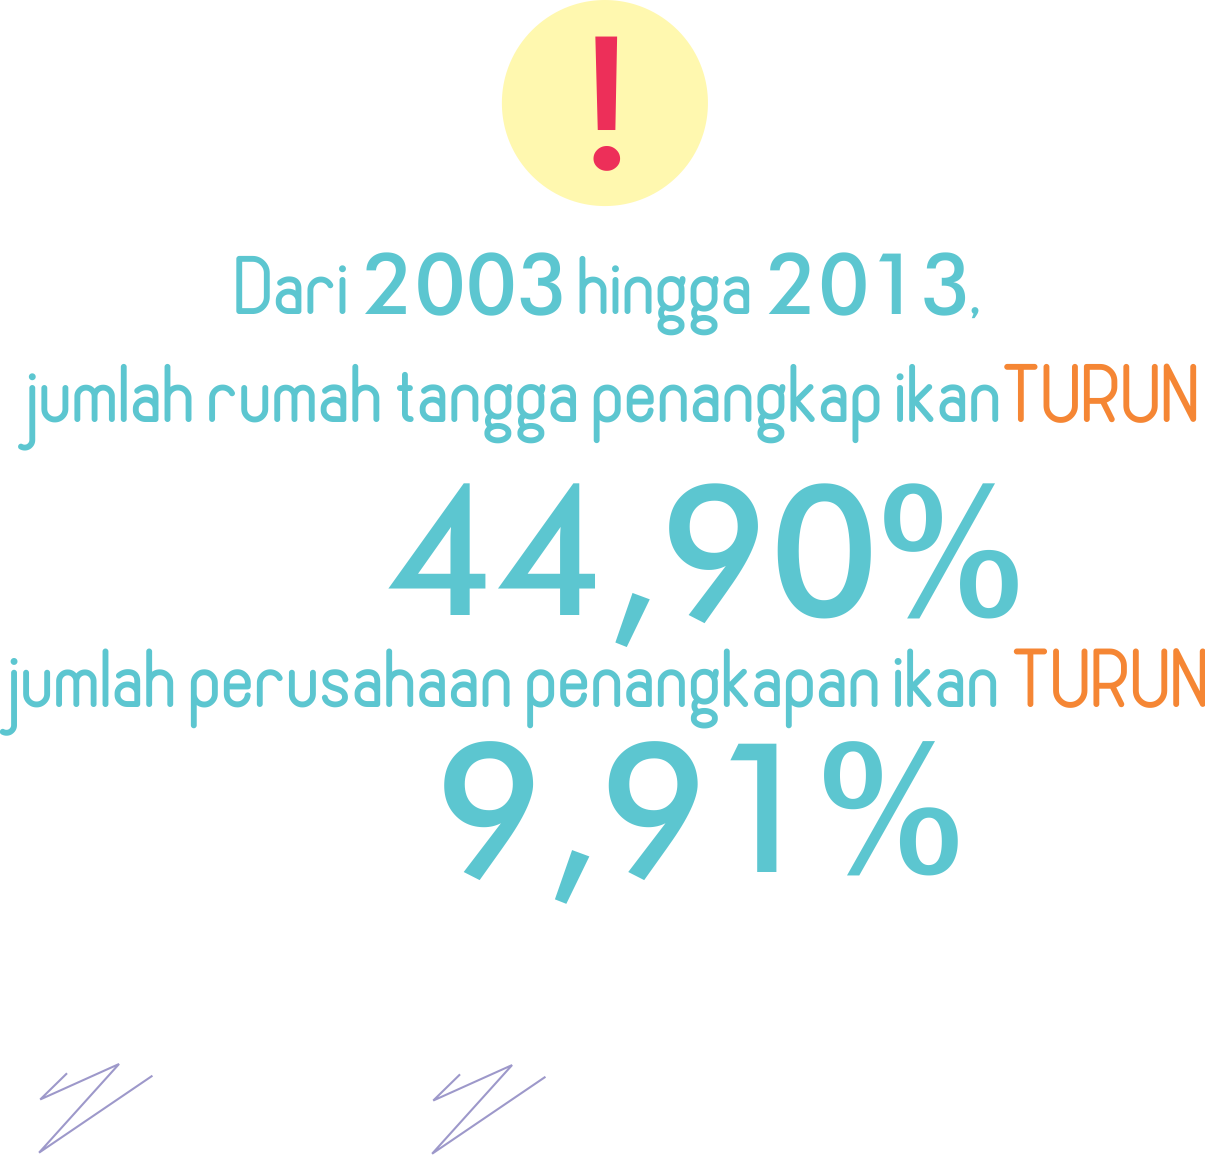 !
Dari 2003 hingga 2013,
jumlah rumah tangga penangkap ikan TURUN
44,90%
jumlah perusahaan penangkapan ikan TURUN
9,91%